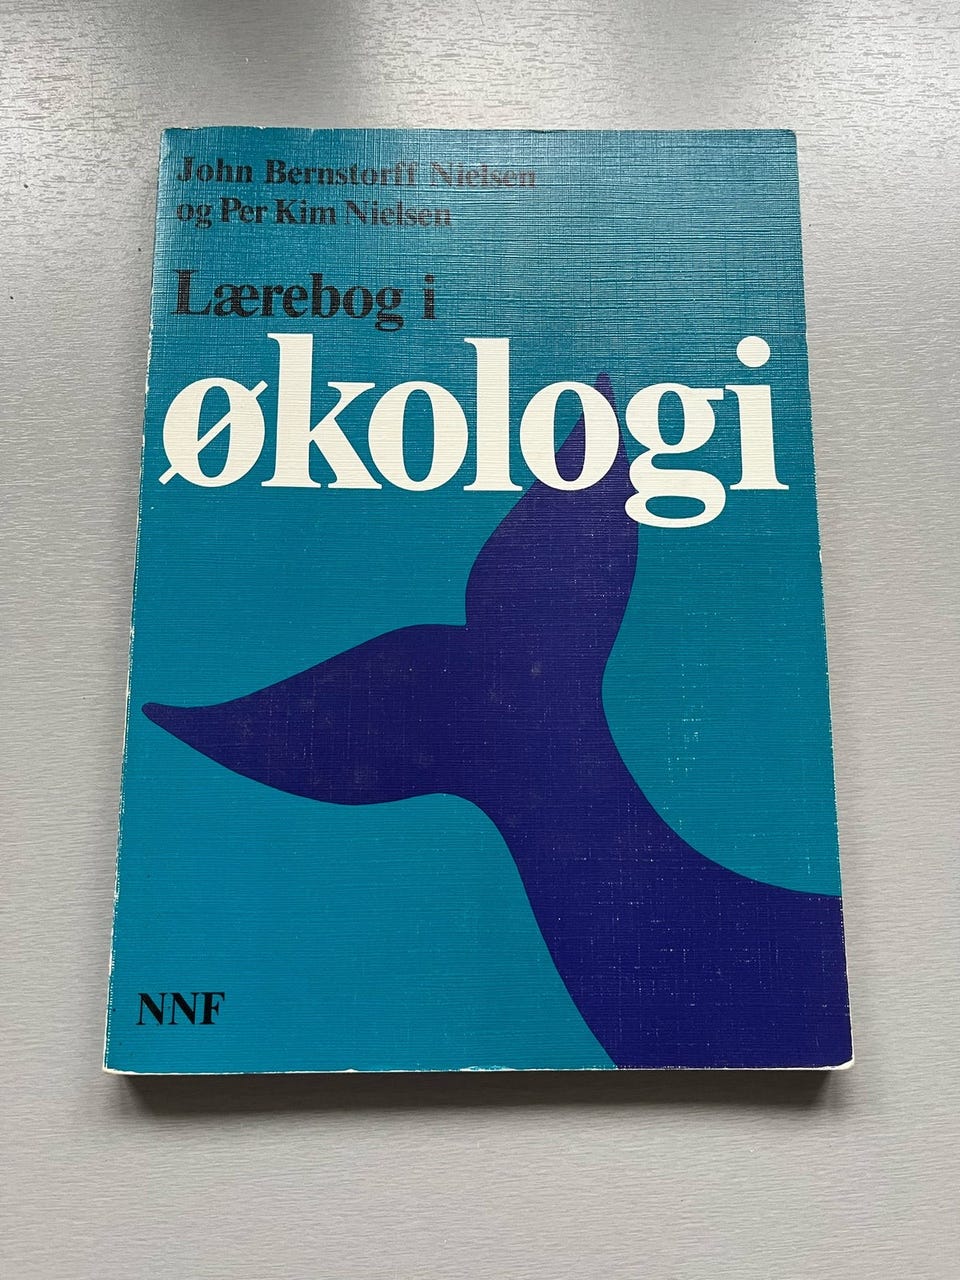 John Bernstorff Nielsen
og Per Kim Nielsen
Lærebog i
økologi
NNF